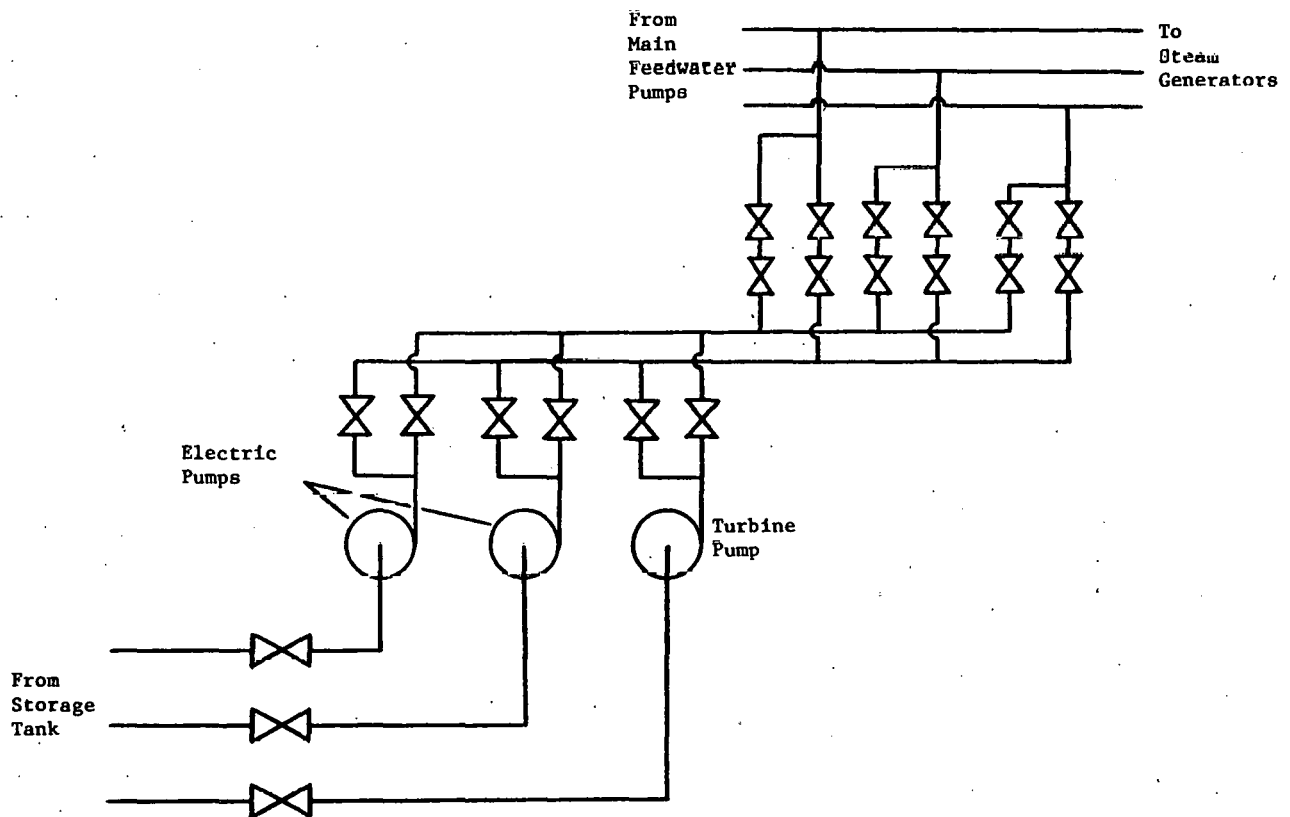 From
Main
Feedwater
Pumps
To
Steam
Generators
Electric
Pumps
Turbine
Pump
From
Storage
Tank